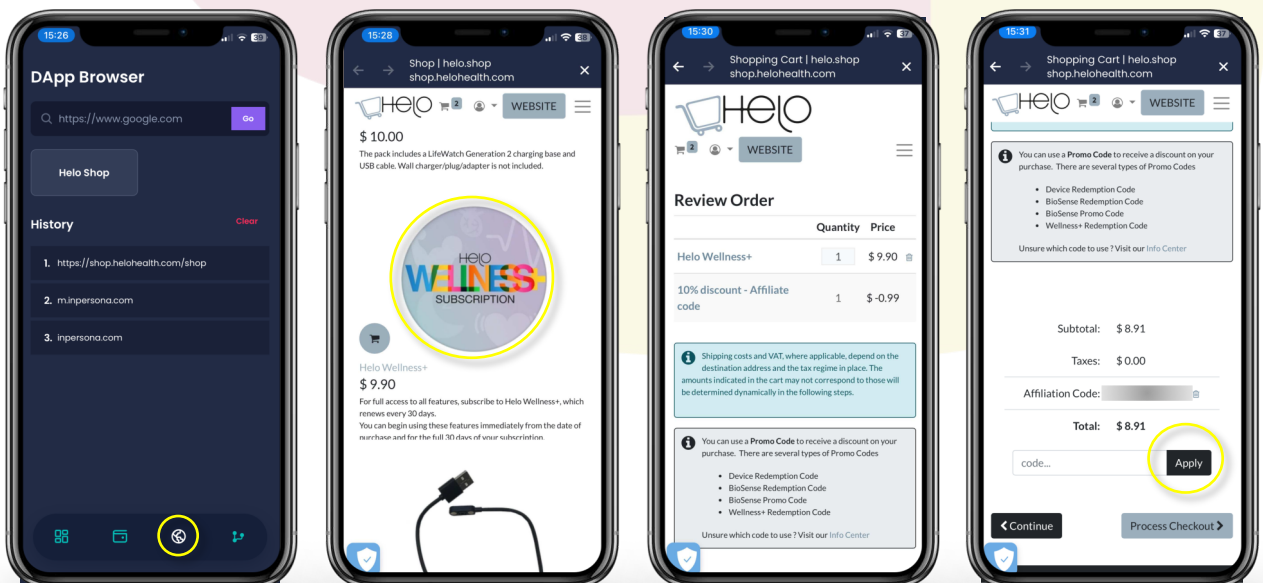 15:26
39
DApp Browser
https://www.google.com
Go
Helo Shop
History
Clear
1. https://shop.helohealth.com/shop
2. m.inpersona.com
3. inpersona.com
15:28
38
Shop | helo.shop
shop.helohealth.com
HELO
2
WEBSITE
$ 10.00
The pack includes a LifeWatch Generation 2 charging base and
USB cable. Wall charger/plug/adapter is not included.
HELO
WELLNESS+
SUBSCRIPTION
Helo Wellness+
$ 9.90
For full access to all features, subscribe to Helo Wellness+, which
renews every 30 days.
You can begin using these features immediately from the date of
purchase and for the full 30 days of your subscription.
15:30
37
Shopping Cart | helo.shop
shop.helohealth.com
HELO
2
WEBSITE
Review Order
Quantity Price
Helo Wellness+ 1 $ 9.90
10% discount - Affiliate
code
1 $ -0.99
Shipping costs and VAT, where applicable, depend on the
destination address and the tax regime in place. The
amounts indicated in the cart may not correspond to those will
be determined dynamically in the following steps.
You can use a Promo Code to receive a discount on your
purchase. There are several types of Promo Codes
• Device Redemption Code
• BioSense Redemption Code
• BioSense Promo Code
• Wellness+ Redemption Code
Unsure which code to use ? Visit our Info Center
15:31
37
Shopping Cart | helo.shop
shop.helohealth.com
HELO
2
WEBSITE
You can use a Promo Code to receive a discount on your
purchase. There are several types of Promo Codes
• Device Redemption Code
• BioSense Redemption Code
• BioSense Promo Code
• Wellness+ Redemption Code
Unsure which code to use ? Visit our Info Center
Subtotal: $ 8.91
Taxes: $ 0.00
Affiliation Code:
Total: $ 8.91
code...
Apply
Continue
Process Checkout